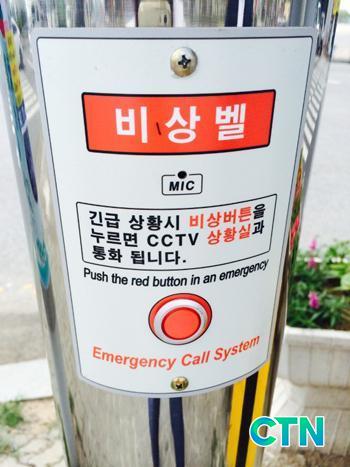 비상벨
MIC
긴급 상황시 비상버튼을
누르면 CCTV 상황실과
통화 됩니다.
Push the red button in an emergency
Emergency Call System
CTN